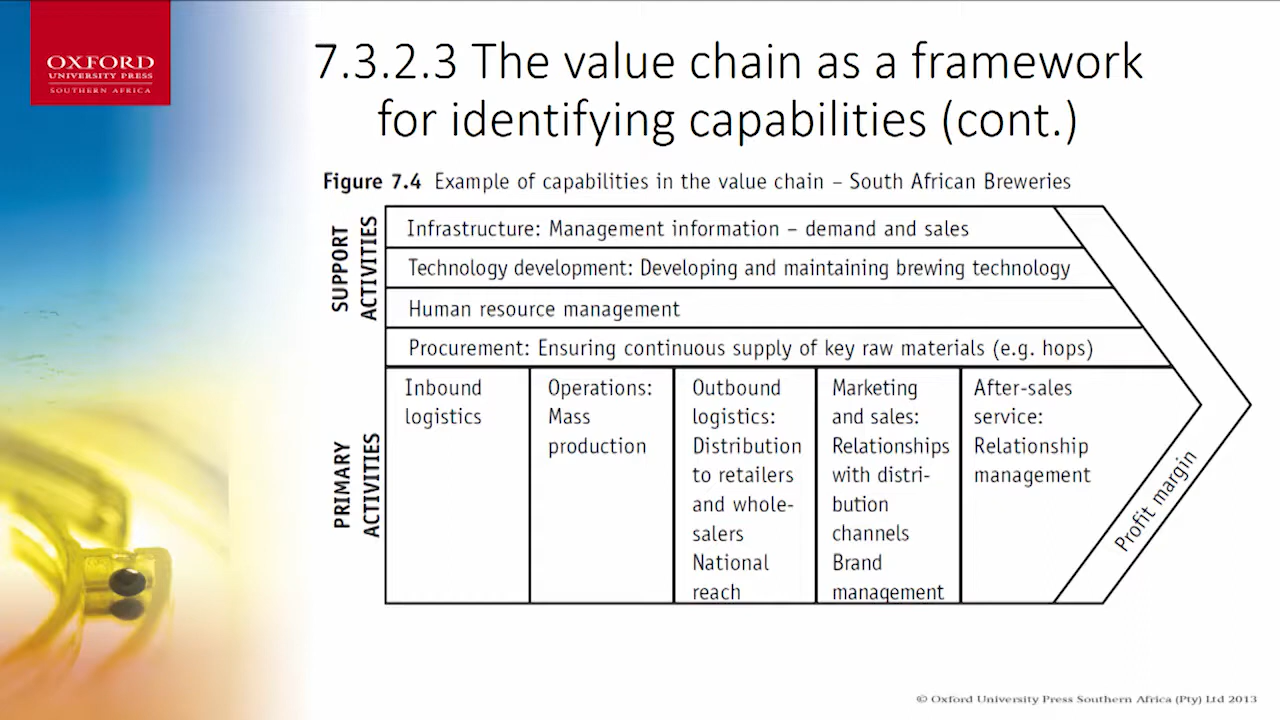 OXFORD
UNIVERSITY PRESS
SOUTHERN AFRICA
7.3.2.3 The value chain as a framework
for identifying capabilities (cont.)
Figure 7.4 Example of capabilities in the value chain – South African Breweries
SUPPORT
ACTIVITIES
Infrastructure: Management information – demand and sales
Technology development: Developing and maintaining brewing technology
Human resource management
Procurement: Ensuring continuous supply of key raw materials (e.g. hops)
PRIMARY
ACTIVITIES
Inbound
logistics
Operations:
Mass
production
Outbound
logistics:
Distribution
to retailers
and whole-
salers
National
reach
Marketing
and sales:
Relationships
with distri-
bution
channels
Brand
management
After-sales
service:
Relationship
management
Profit margin
© Oxford University Press Southern Africa (Pty) Ltd 2013